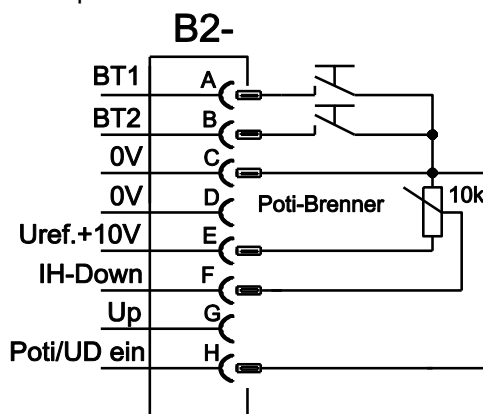 B2-
BT1 A
BT2 B
0V C
0V D Poti-Brenner 10k
Uref.+10V E
IH-Down F
Up G
Poti/UD ein H